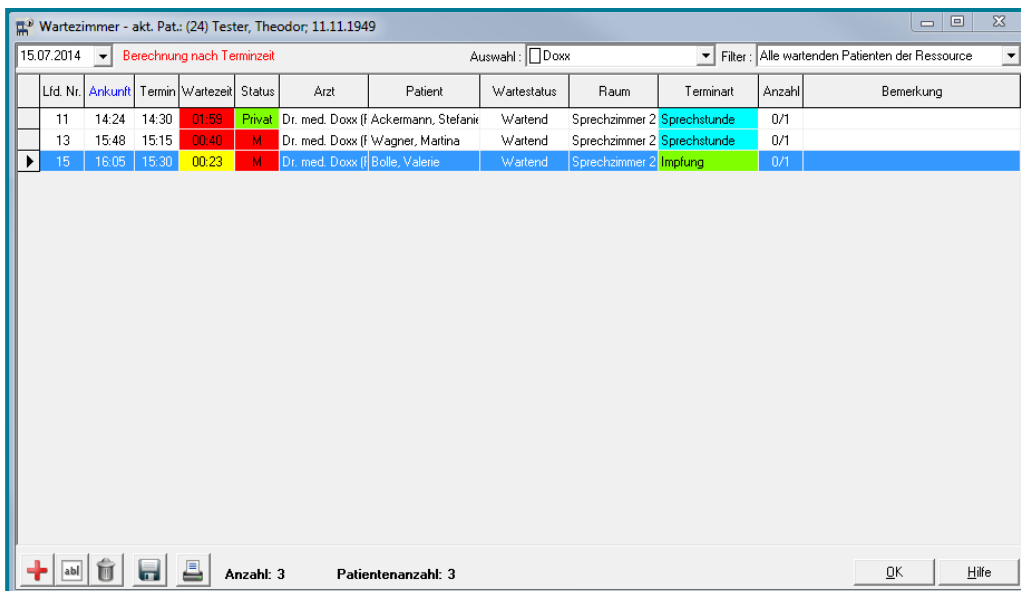 Wartezimmer - akt. Pat.: (24) Tester, Theodor; 11.11.1949
15.07.2014 Berechnung nach Terminzeit Auswahl : Doxx Filter : Alle wartenden Patienten der Ressource
Lfd. Nr. Ankunft Termin Wartezeit Status Arzt Patient Wartestatus Raum Terminart Anzahl Bemerkung
11 14:24 14:30 01:59 Privat Dr. med. Doxx (F Ackermann, Stefanie Wartend Sprechzimmer 2 Sprechstunde 0/1
13 15:48 15:15 00:40 M Dr. med. Doxx (F Wagner, Martina Wartend Sprechzimmer 2 Sprechstunde 0/1
15 16:05 15:30 00:23 M Dr. med. Doxx (F Bolle, Valerie Wartend Sprechzimmer 2 Impfung 0/1
abl Anzahl: 3 Patientenanzahl: 3 OK Hilfe